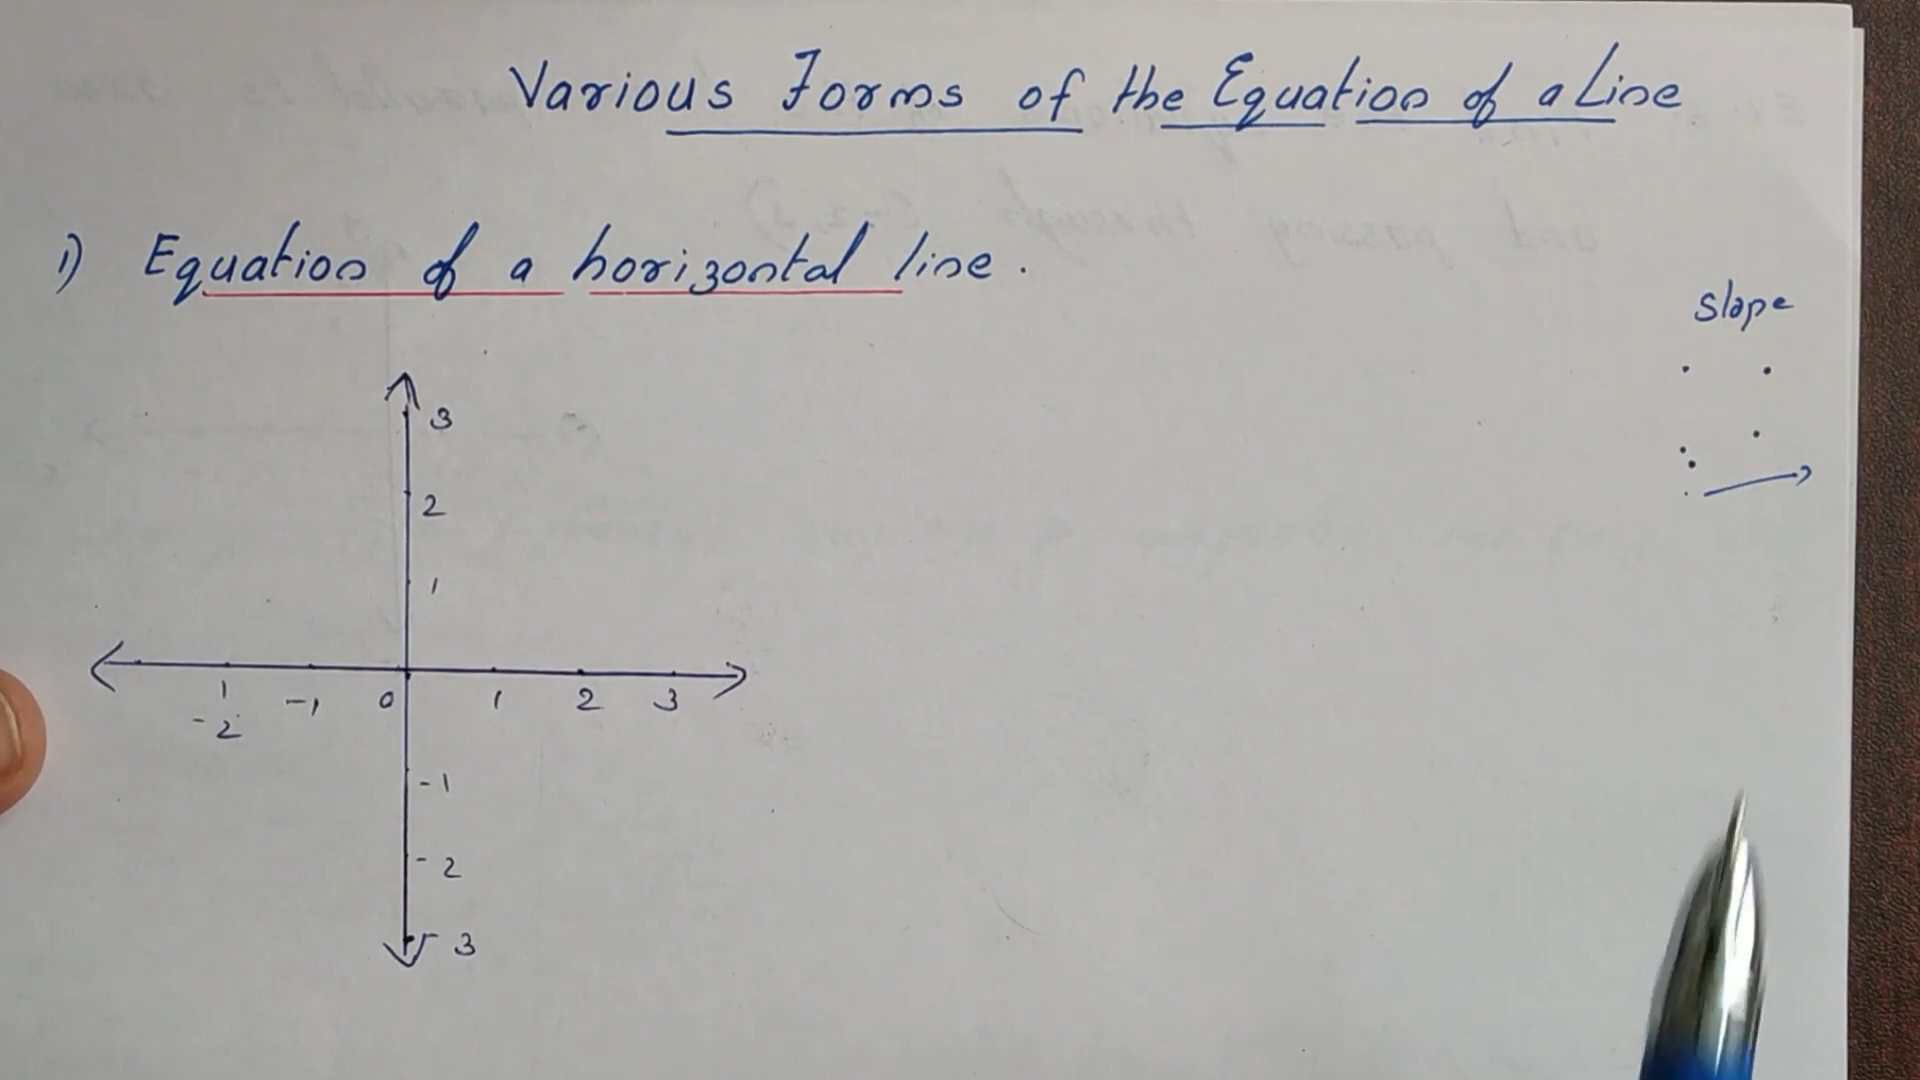 Various Forms of the Equation of a Line
1) Equation of a horizontal line.
Slope
3
2
1
-2 -1 0 1 2 3
-1
-2
-3